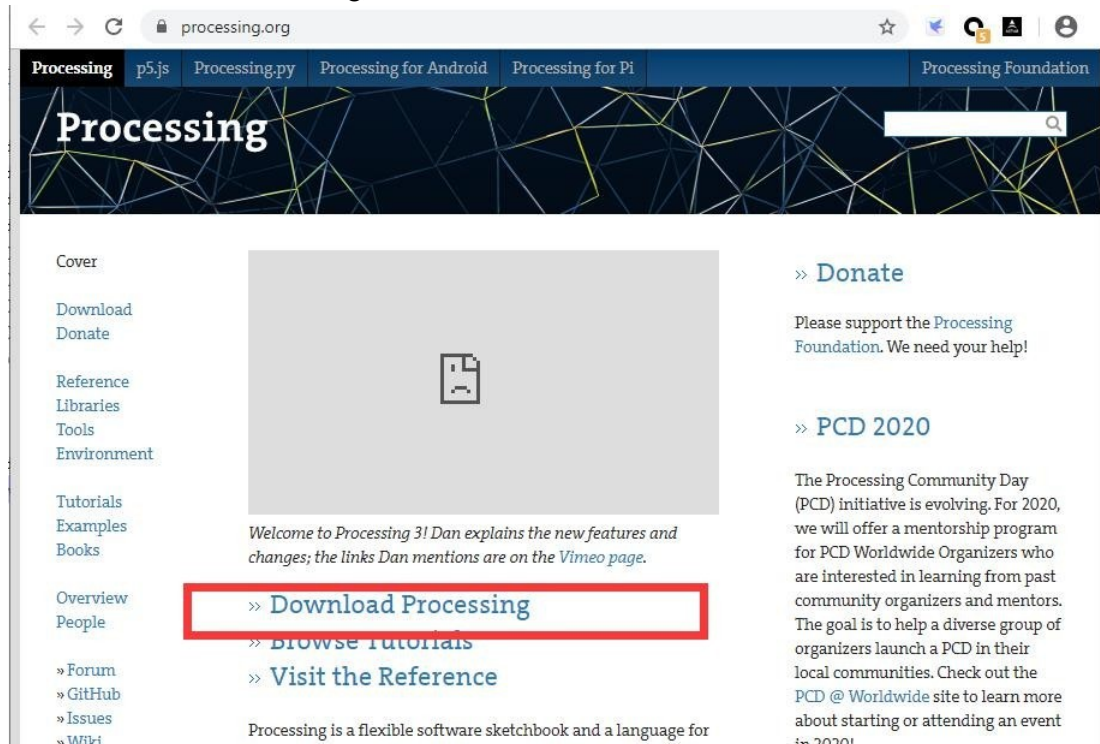 processing.org
Processing p5.js Processing.py Processing for Android Processing for Pi Processing Foundation
Processing
Cover
Download
Donate
Reference
Libraries
Tools
Environment
Tutorials
Examples
Books
Overview
People
» Forum
» GitHub
» Issues
» Wiki
Welcome to Processing 3! Dan explains the new features and
changes; the links Dan mentions are on the Vimeo page.
» Download Processing
» Browse Tutorials
» Visit the Reference
Processing is a flexible software sketchbook and a language for
» Donate
Please support the Processing
Foundation. We need your help!
» PCD 2020
The Processing Community Day
(PCD) initiative is evolving. For 2020,
we will offer a mentorship program
for PCD Worldwide Organizers who
are interested in learning from past
community organizers and mentors.
The goal is to help a diverse group of
organizers launch a PCD in their
local communities. Check out the
PCD @ Worldwide site to learn more
about starting or attending an event
in 2020!